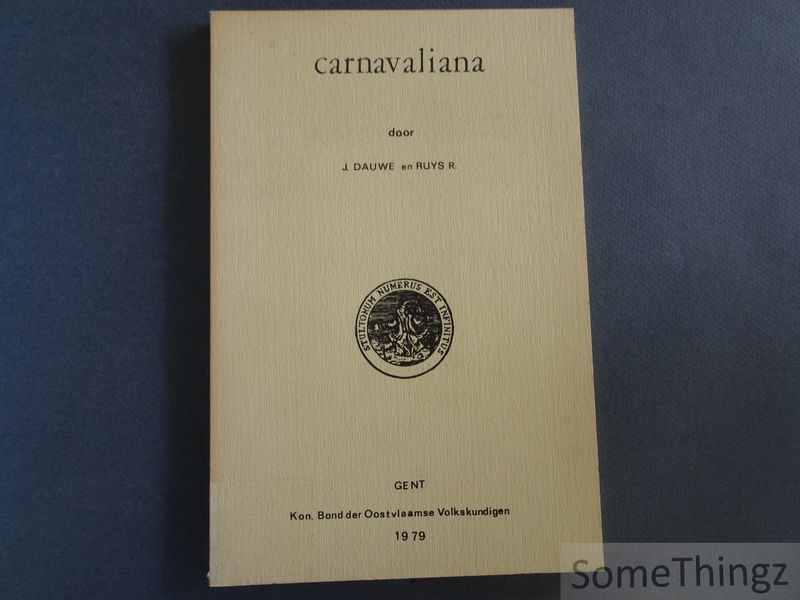 carnavaliana
door
J. DAUWE en RUYS R.
STULTORUM NUMERUS EST INFINITUS
GENT
Kon. Bond der Oostvlaamse Volkskundigen
1979
SomeThingz